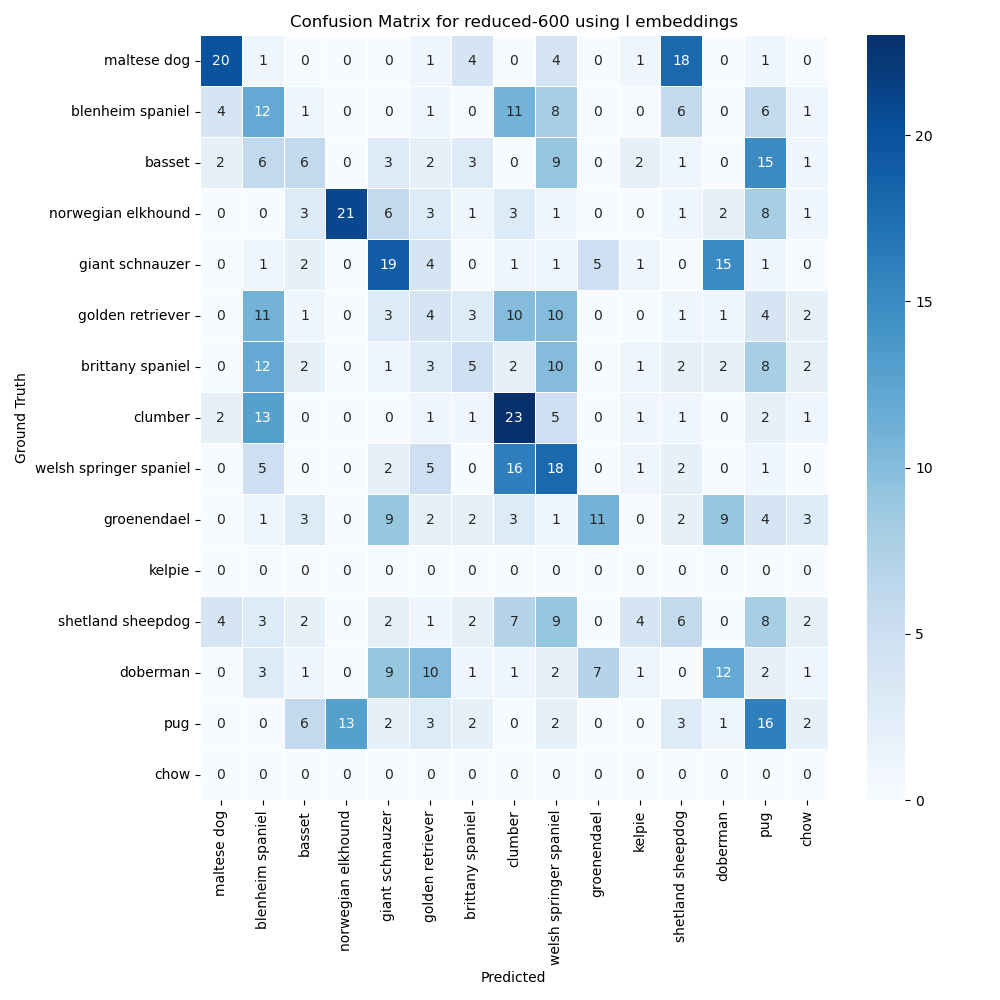 Confusion Matrix for reduced-600 using l embeddings
maltese dog 20 1 0 0 0 1 4 0 4 0 1 18 0 1 0
blenheim spaniel 4 12 1 0 0 1 0 11 8 0 0 6 0 6 1
basset 2 6 6 0 3 2 3 0 9 0 2 1 0 15 1
norwegian elkhound 0 0 3 21 6 3 1 3 1 0 0 1 2 8 1
giant schnauzer 0 1 2 0 19 4 0 1 1 5 1 0 15 1 0
golden retriever 0 11 1 0 3 4 3 10 10 0 0 1 1 4 2
brittany spaniel 0 12 2 0 1 3 5 2 10 0 1 2 2 8 2
clumber 2 13 0 0 0 1 1 23 5 0 1 1 0 2 1
welsh springer spaniel 0 5 0 0 2 5 0 16 18 0 1 2 0 1 0
groenendael 0 1 3 0 9 2 2 3 1 11 0 2 9 4 3
kelpie 0 0 0 0 0 0 0 0 0 0 0 0 0 0 0
shetland sheepdog 4 3 2 0 2 1 2 7 9 0 4 6 0 8 2
doberman 0 3 1 0 9 10 1 1 2 7 1 0 12 2 1
pug 0 0 6 13 2 3 2 0 2 0 0 3 1 16 2
chow 0 0 0 0 0 0 0 0 0 0 0 0 0 0 0
Ground Truth
maltese dog
blenheim spaniel
basset
norwegian elkhound
giant schnauzer
golden retriever
brittany spaniel
clumber
welsh springer spaniel
groenendael
kelpie
shetland sheepdog
doberman
pug
chow
Predicted
20
15
10
5
0